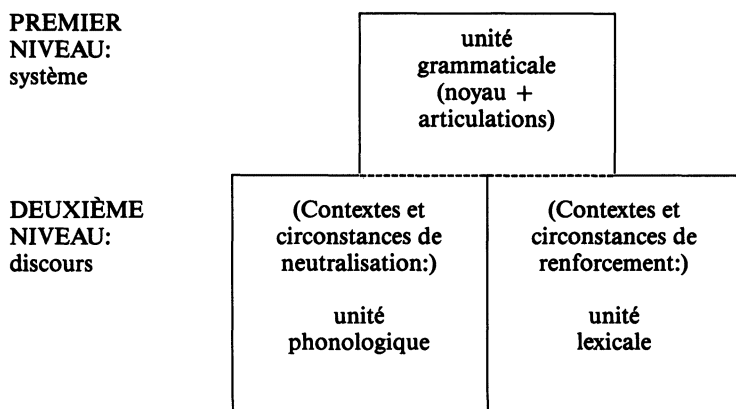 PREMIER
NIVEAU:
système
unité
grammaticale
(noyau +
articulations)
DEUXIÈME
NIVEAU:
discours
(Contextes et
circonstances de
neutralisation:)
unité
phonologique
(Contextes et
circonstances de
renforcement:)
unité
lexicale